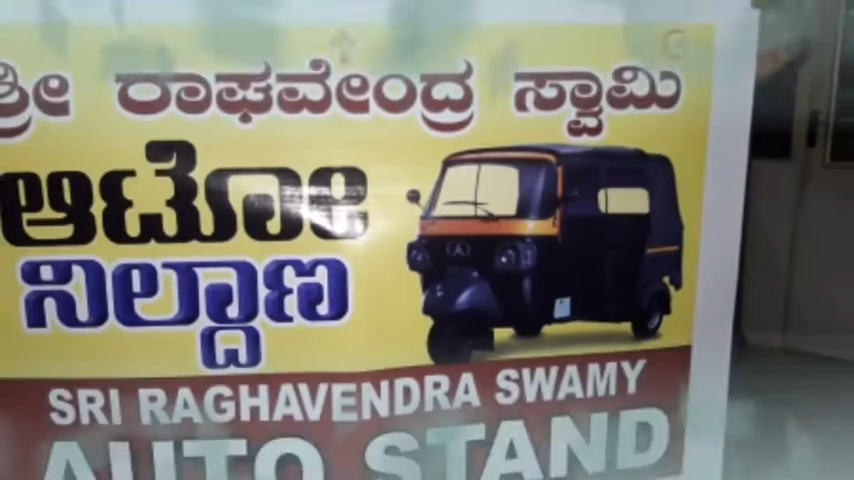 ಶ್ರೀ ರಾಘವೇಂದ್ರ ಸ್ವಾಮಿ
ಆಟೋ
ನಿಲ್ದಾಣ
SRI RAGHAVENDRA SWAMY
AUTO STAND